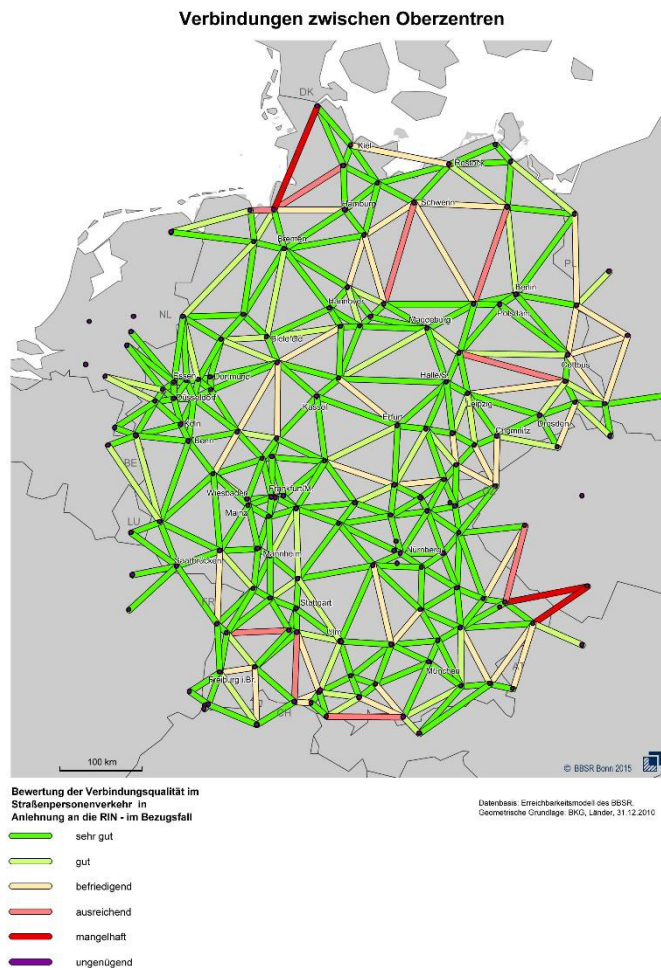 Verbindungen zwischen Oberzentren
DK
Kiel
Rostock
Hamburg
Schwerin
Bremen
PL
Berlin
NL
Hannover
Potsdam
Magdeburg
Bielefeld
Cottbus
Essen
Dortmund
Halle/S.
Düsseldorf
Kassel
Leipzig
Erfurt
Köln
Dresden
Chemnitz
Bonn
BE
Frankfurt/M.
Wiesbaden
Mainz
LU
Nürnberg
Mannheim
Saarbrücken
FR
Stuttgart
Ulm
München
AT
Freiburg i.Br.
CH
100 km
© BBSR Bonn 2015
Bewertung der Verbindungsqualität im
Straßenpersonenverkehr in
Anlehnung an die RIN - im Bezugsfall
Datenbasis: Erreichbarkeitsmodell des BBSR,
Geometrische Grundlage: BKG, Länder, 31.12.2010
sehr gut
gut
befriedigend
ausreichend
mangelhaft
ungenügend